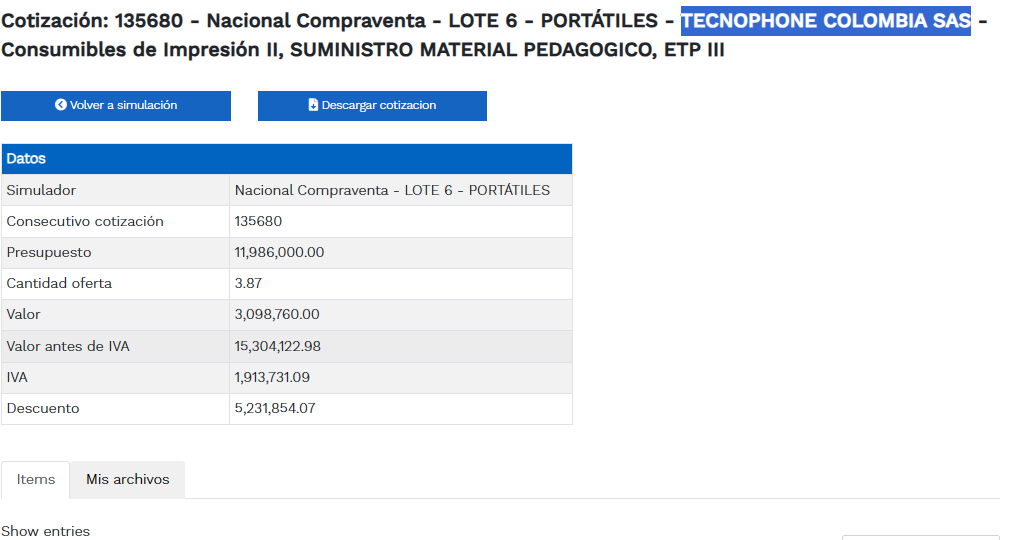 Cotización: 135680 - Nacional Compraventa - LOTE 6 - PORTÁTILES - TECNOPHONE COLOMBIA SAS -
Consumibles de Impresión II, SUMINISTRO MATERIAL PEDAGOGICO, ETP III
Volver a simulación
Descargar cotizacion
Datos
Simulador Nacional Compraventa - LOTE 6 - PORTÁTILES
Consecutivo cotización 135680
Presupuesto 11,986,000.00
Cantidad oferta 3.87
Valor 3,098,760.00
Valor antes de IVA 15,304,122.98
IVA 1,913,731.09
Descuento 5,231,854.07
Items Mis archivos
Show entries